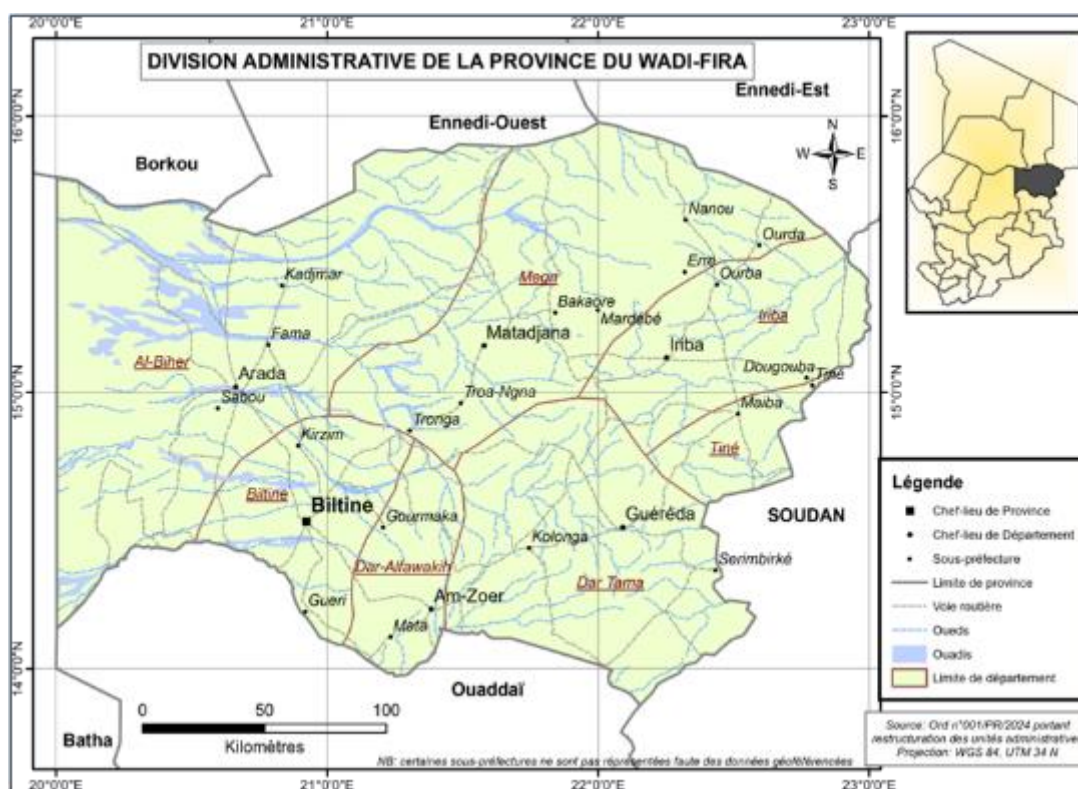 20°0'0"E 21°0'0"E 22°0'0"E 23°0'0"E
DIVISION ADMINISTRATIVE DE LA PROVINCE DU WADI-FIRA
Ennedi-Est
16°0'0"N
16°0'0"N
Ennedi-Ouest
N
W E
S
Borkou
Nanou
Ourda
Kadjmar
Ourba
Megri
Bakaore
Mardébé
Iriba
Matadjana
Iriba
Fama
Al-Biher
Dougouba
Tiné
Arada
15°0'0"N
15°0'0"N
Sabou
Troa-Ngna
Maiba
Tronga
Kirzim
Tiné
Biltine
Biltine
Gourmaka
Guéréda
SOUDAN
Kolonga
Dar-Alfawakih
Serimbirké
Dar Tama
Gueri
Am-Zoer
Mata
14°0'0"N
14°0'0"N
Ouaddaï
0 50 100
Kilomètres
Batha
NB: certaines sous-préfectures ne sont pas représentées faute des données géoréférencées
20°0'0"E 21°0'0"E 22°0'0"E 23°0'0"E
Légende
Chef-lieu de Province
Chef-lieu de Département
Sous-préfecture
Limite de province
Voie routière
Oueds
Ouadis
Limite de département
Source: Ord n°001/PR/2024 portant
restructuration des unités administrative
Projection: WGS 84, UTM 34 N